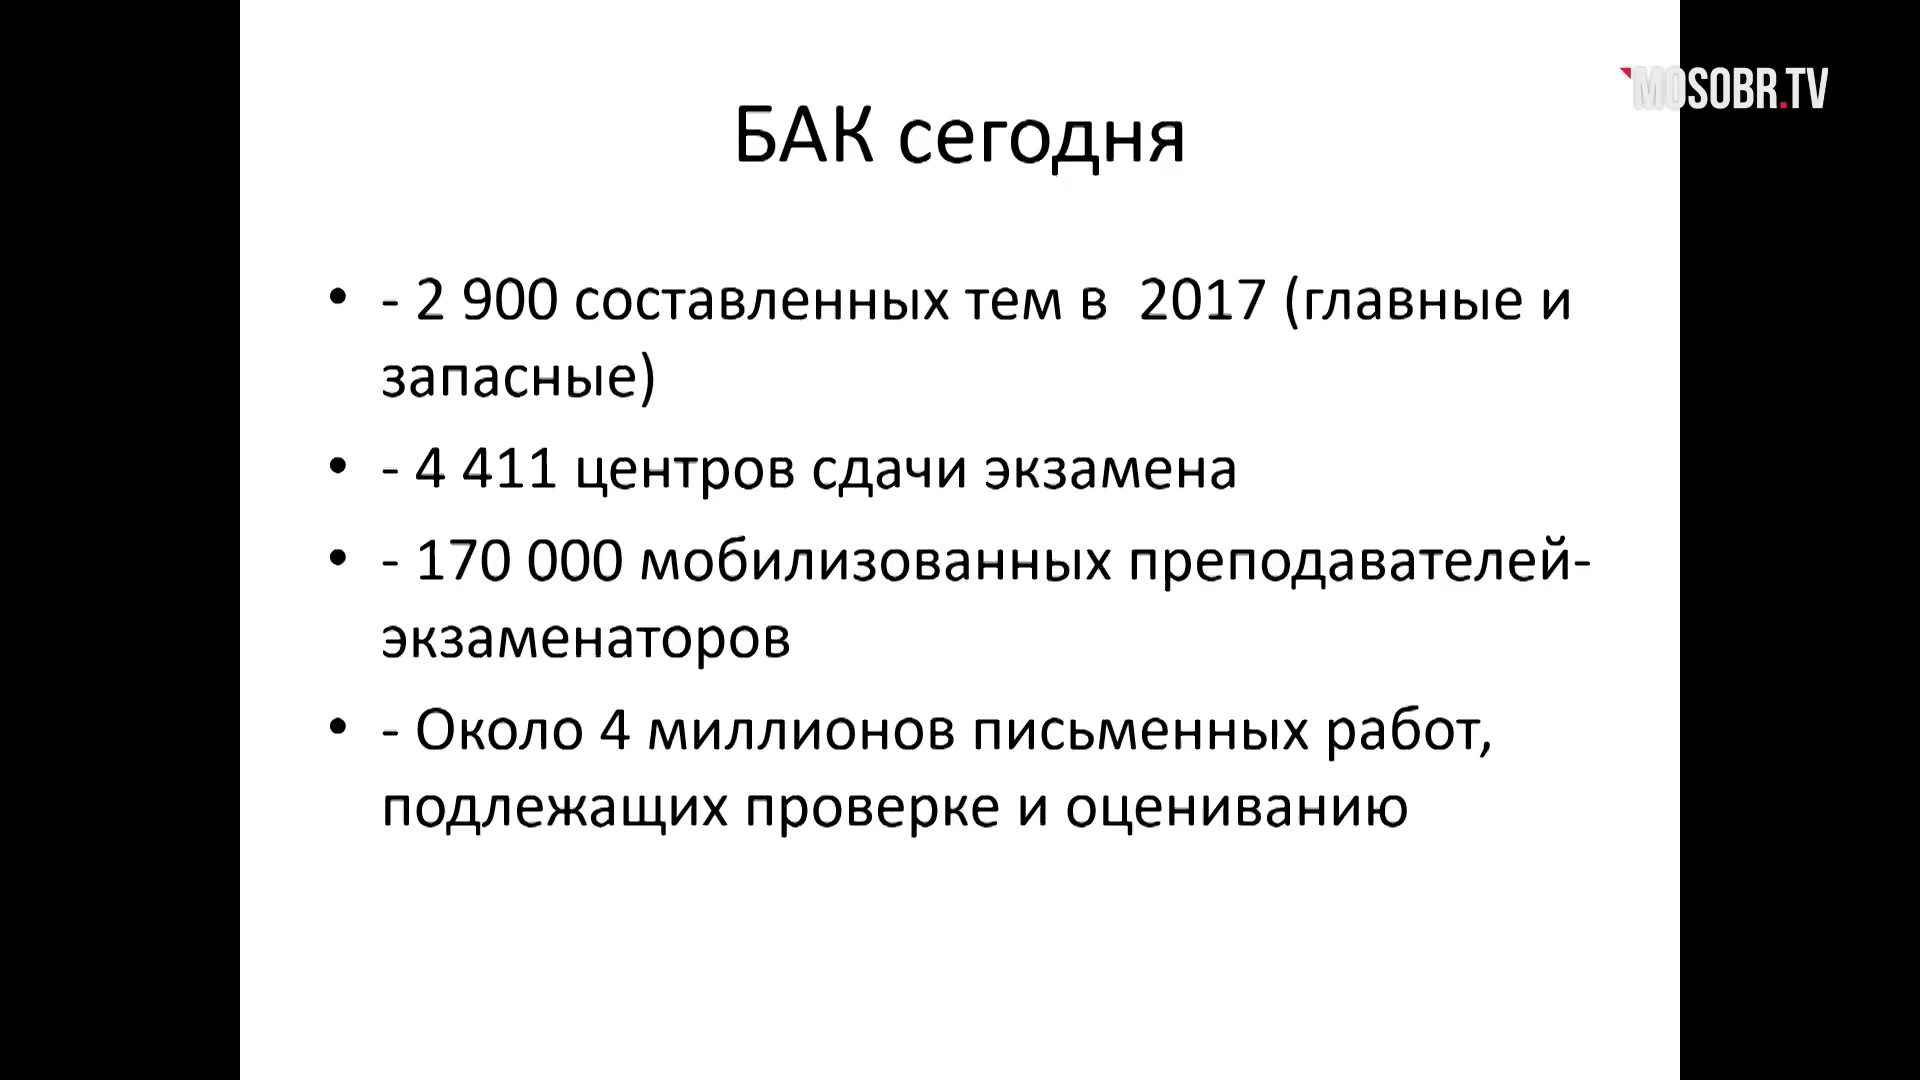 MOSOBR.TV
БАК сегодня
• - 2 900 составленных тем в 2017 (главные и
запасные)
• - 4 411 центров сдачи экзамена
• - 170 000 мобилизованных преподавателей-
экзаменаторов
• - Около 4 миллионов письменных работ,
подлежащих проверке и оцениванию